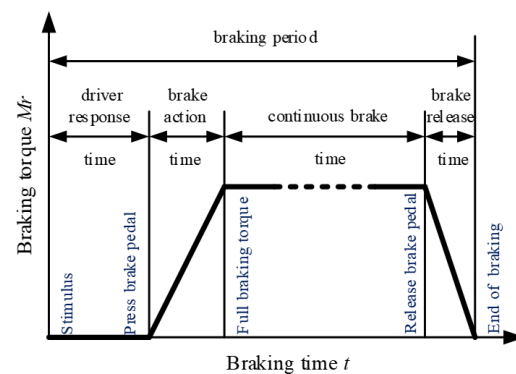 braking period
driver
response
time
brake
action
time
continuous brake
time
brake
release
time
Braking torque Mr
Stimulus
Press brake pedal
Full braking torque
Release brake pedal
End of braking
Braking time t